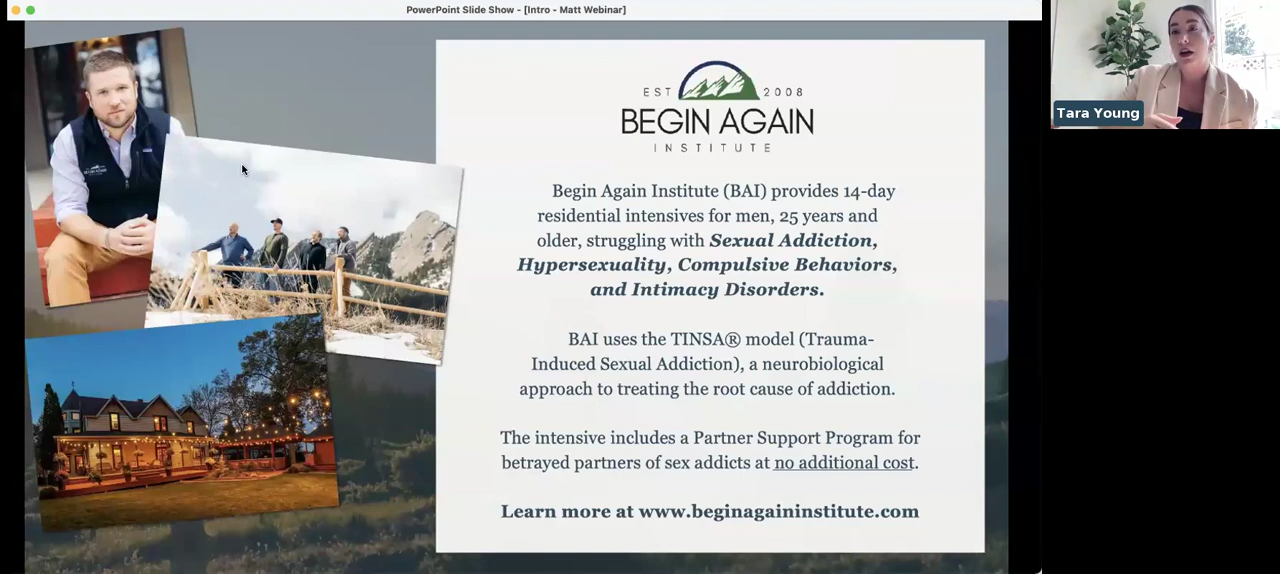 PowerPoint Slide Show - [Intro - Matt Webinar]
Tara Young
EST 2008
BEGIN AGAIN
INSTITUTE
Begin Again Institute (BAI) provides 14-day
residential intensives for men, 25 years and
older, struggling with Sexual Addiction,
Hypersexuality, Compulsive Behaviors,
and Intimacy Disorders.
BAI uses the TINSA® model (Trauma-
Induced Sexual Addiction), a neurobiological
approach to treating the root cause of addiction.
The intensive includes a Partner Support Program for
betrayed partners of sex addicts at no additional cost.
Learn more at www.beginagaininstitute.com